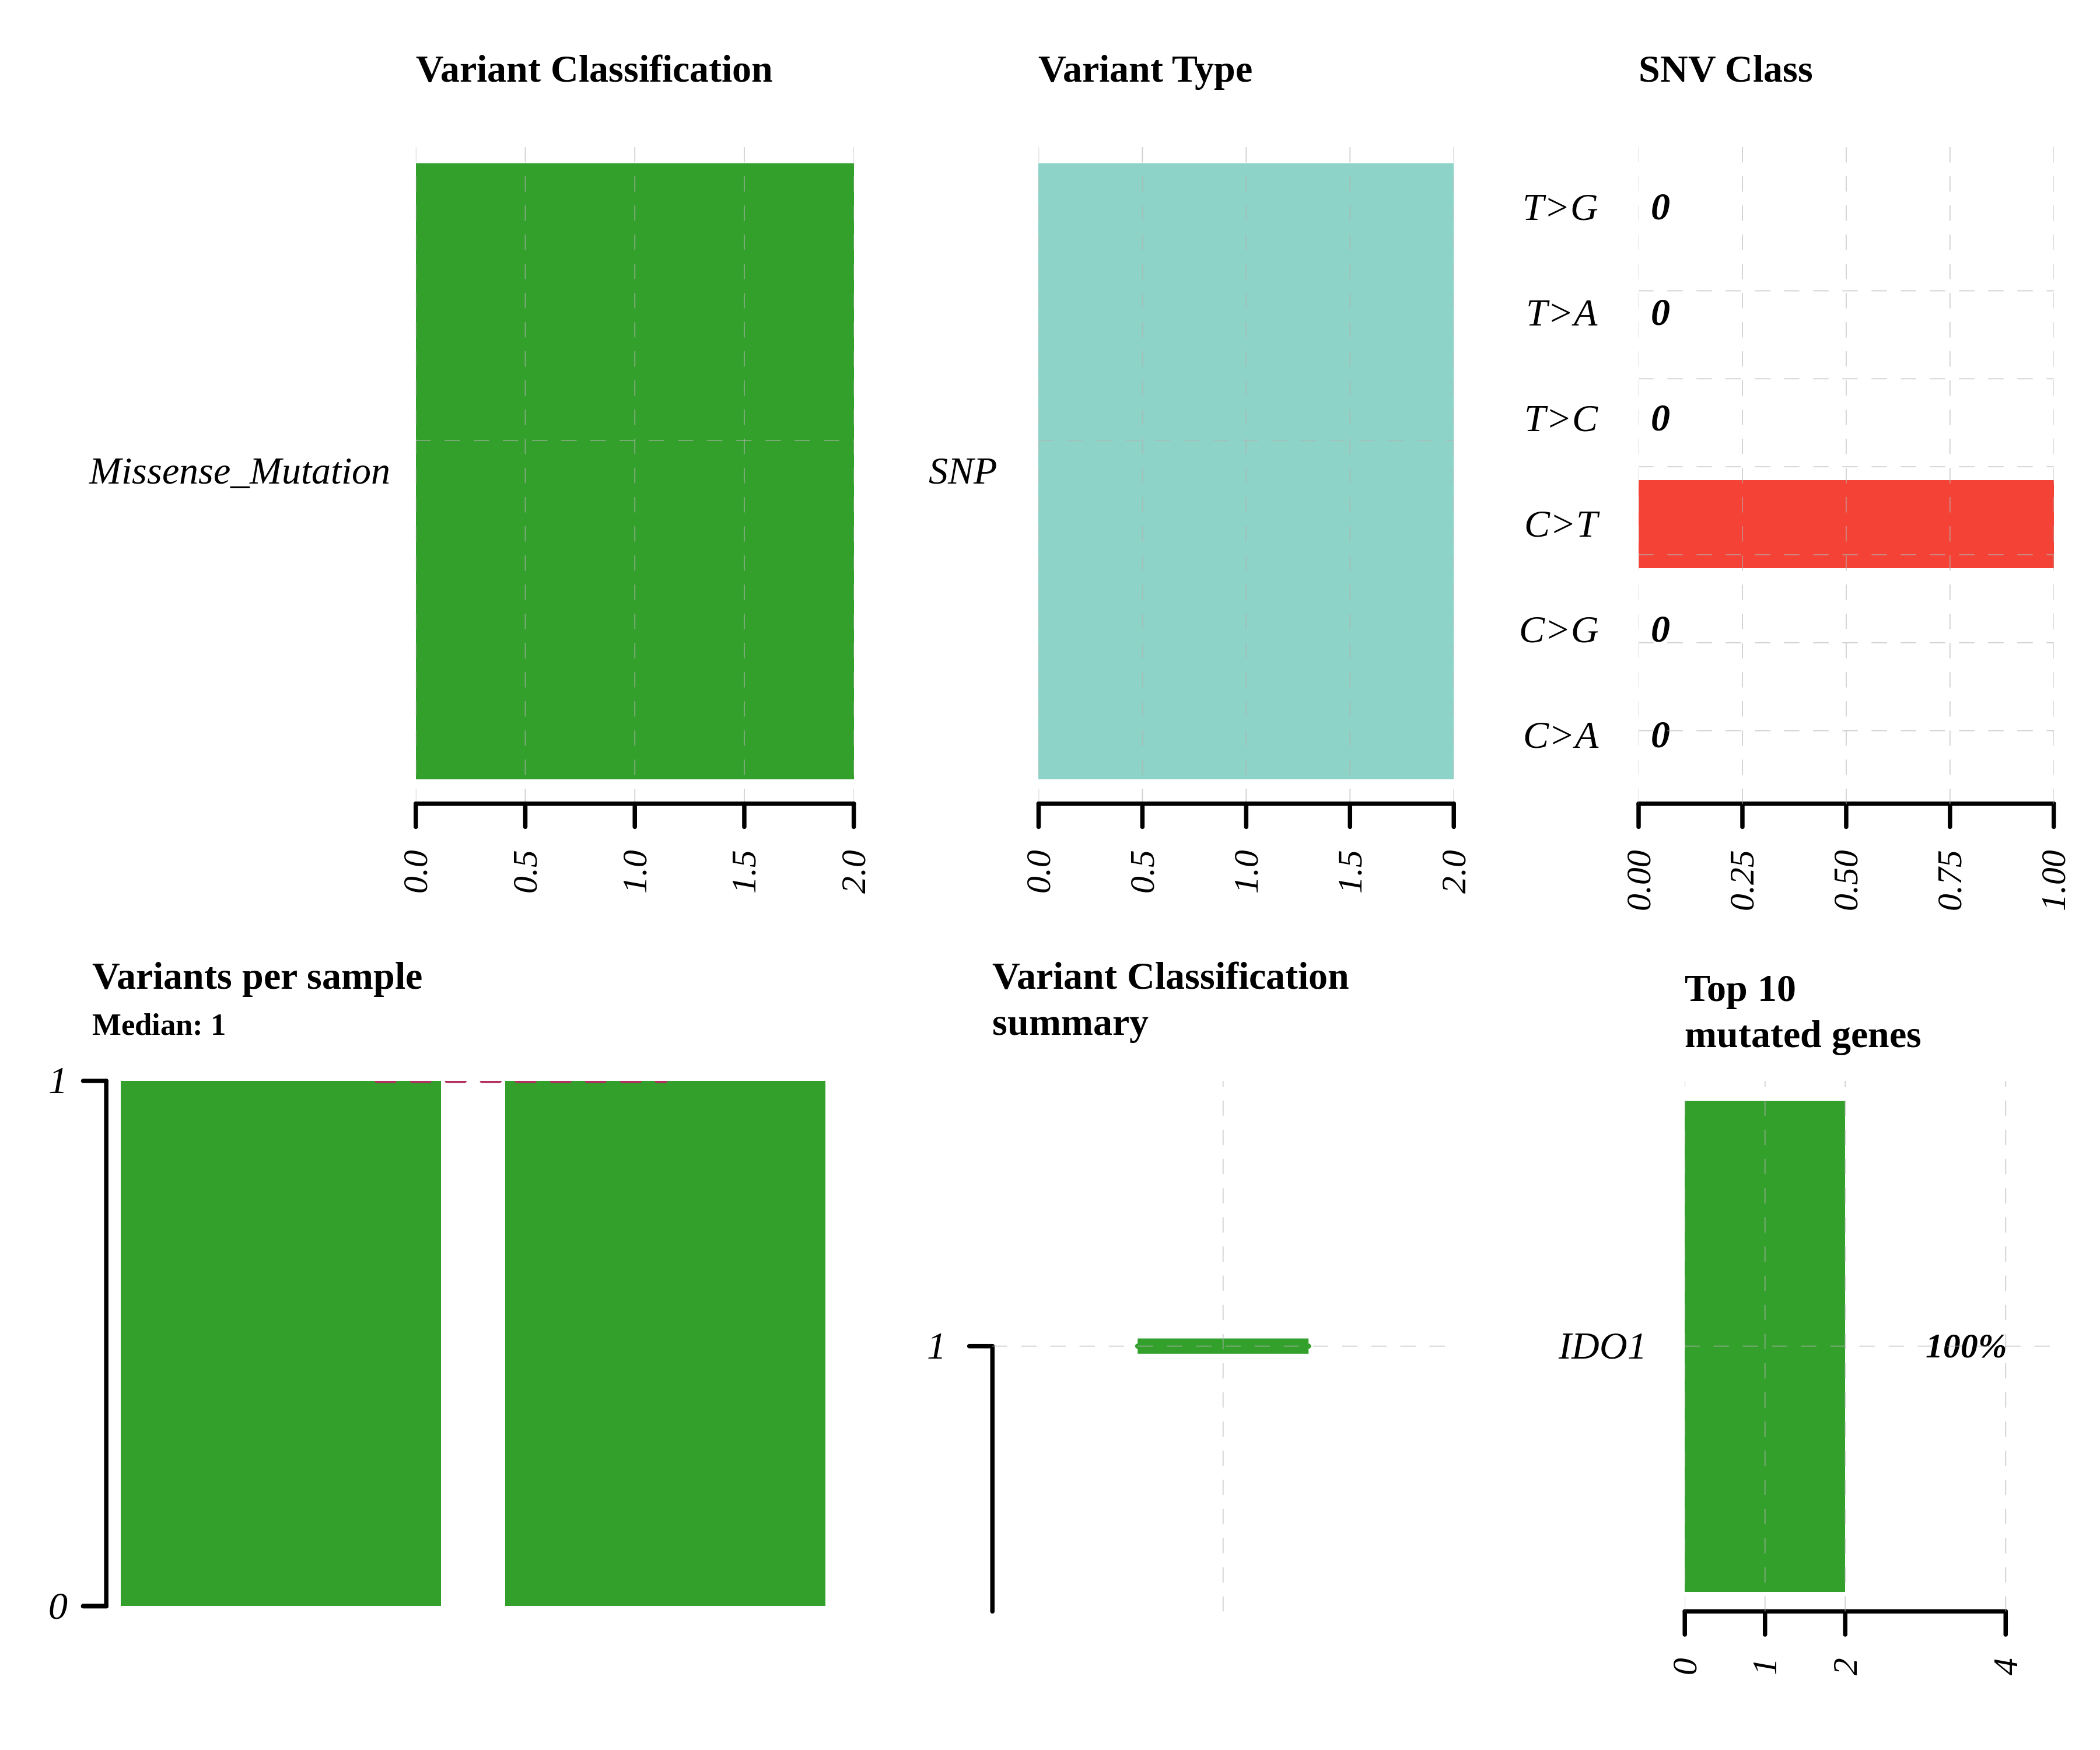 Variant Classification
Missense_Mutation
0.0 0.5 1.0 1.5 2.0
Variant Type
SNP
0.0 0.5 1.0 1.5 2.0
SNV Class
T>G 0
T>A 0
T>C 0
C>T
C>G 0
C>A 0
0.00 0.25 0.50 0.75 1.00
Variants per sample
Median: 1
1
0
Variant Classification
summary
1
Top 10
mutated genes
IDO1 100%
0 1 2 4